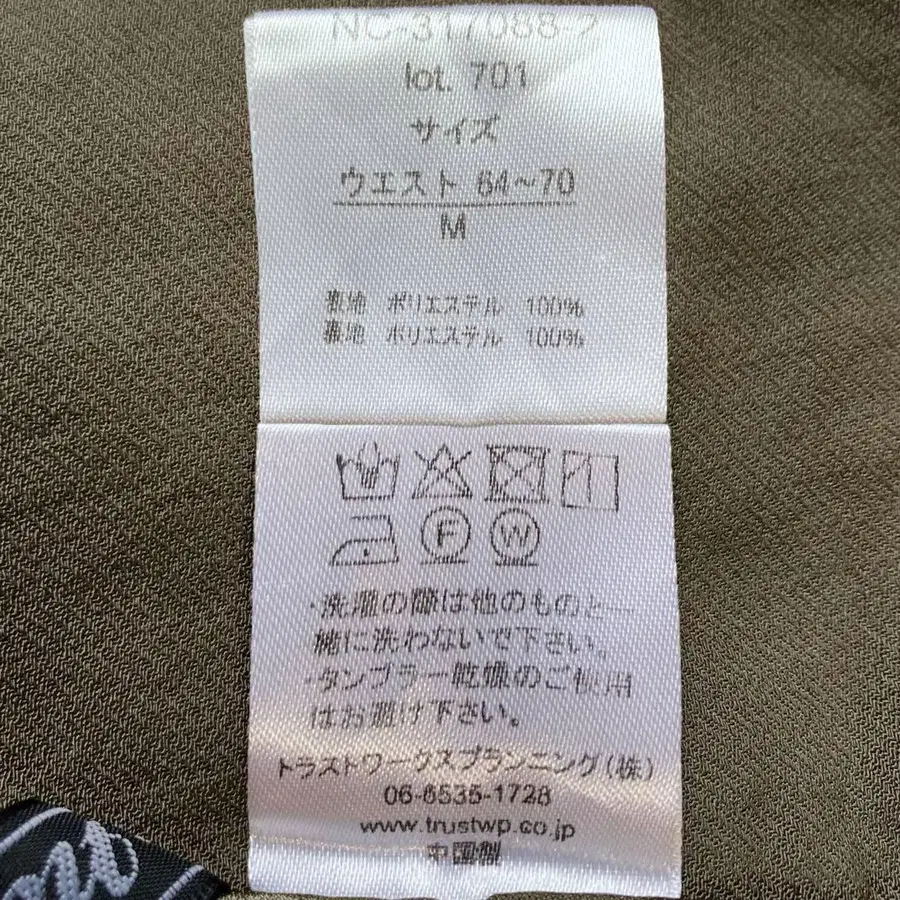 NC-317088-2
lot. 701
サイズ
ウエスト 64～70
M
表地 ポリエステル 100%
裏地 ポリエステル 100%
F W
・洗濯の際は他のものと一
緒に洗わないで下さい。
・タンブラー乾燥のご使用
はお避け下さい。
トラストワークスプランニング(株)
06-6535-1728
www.trustwp.co.jp
中国製